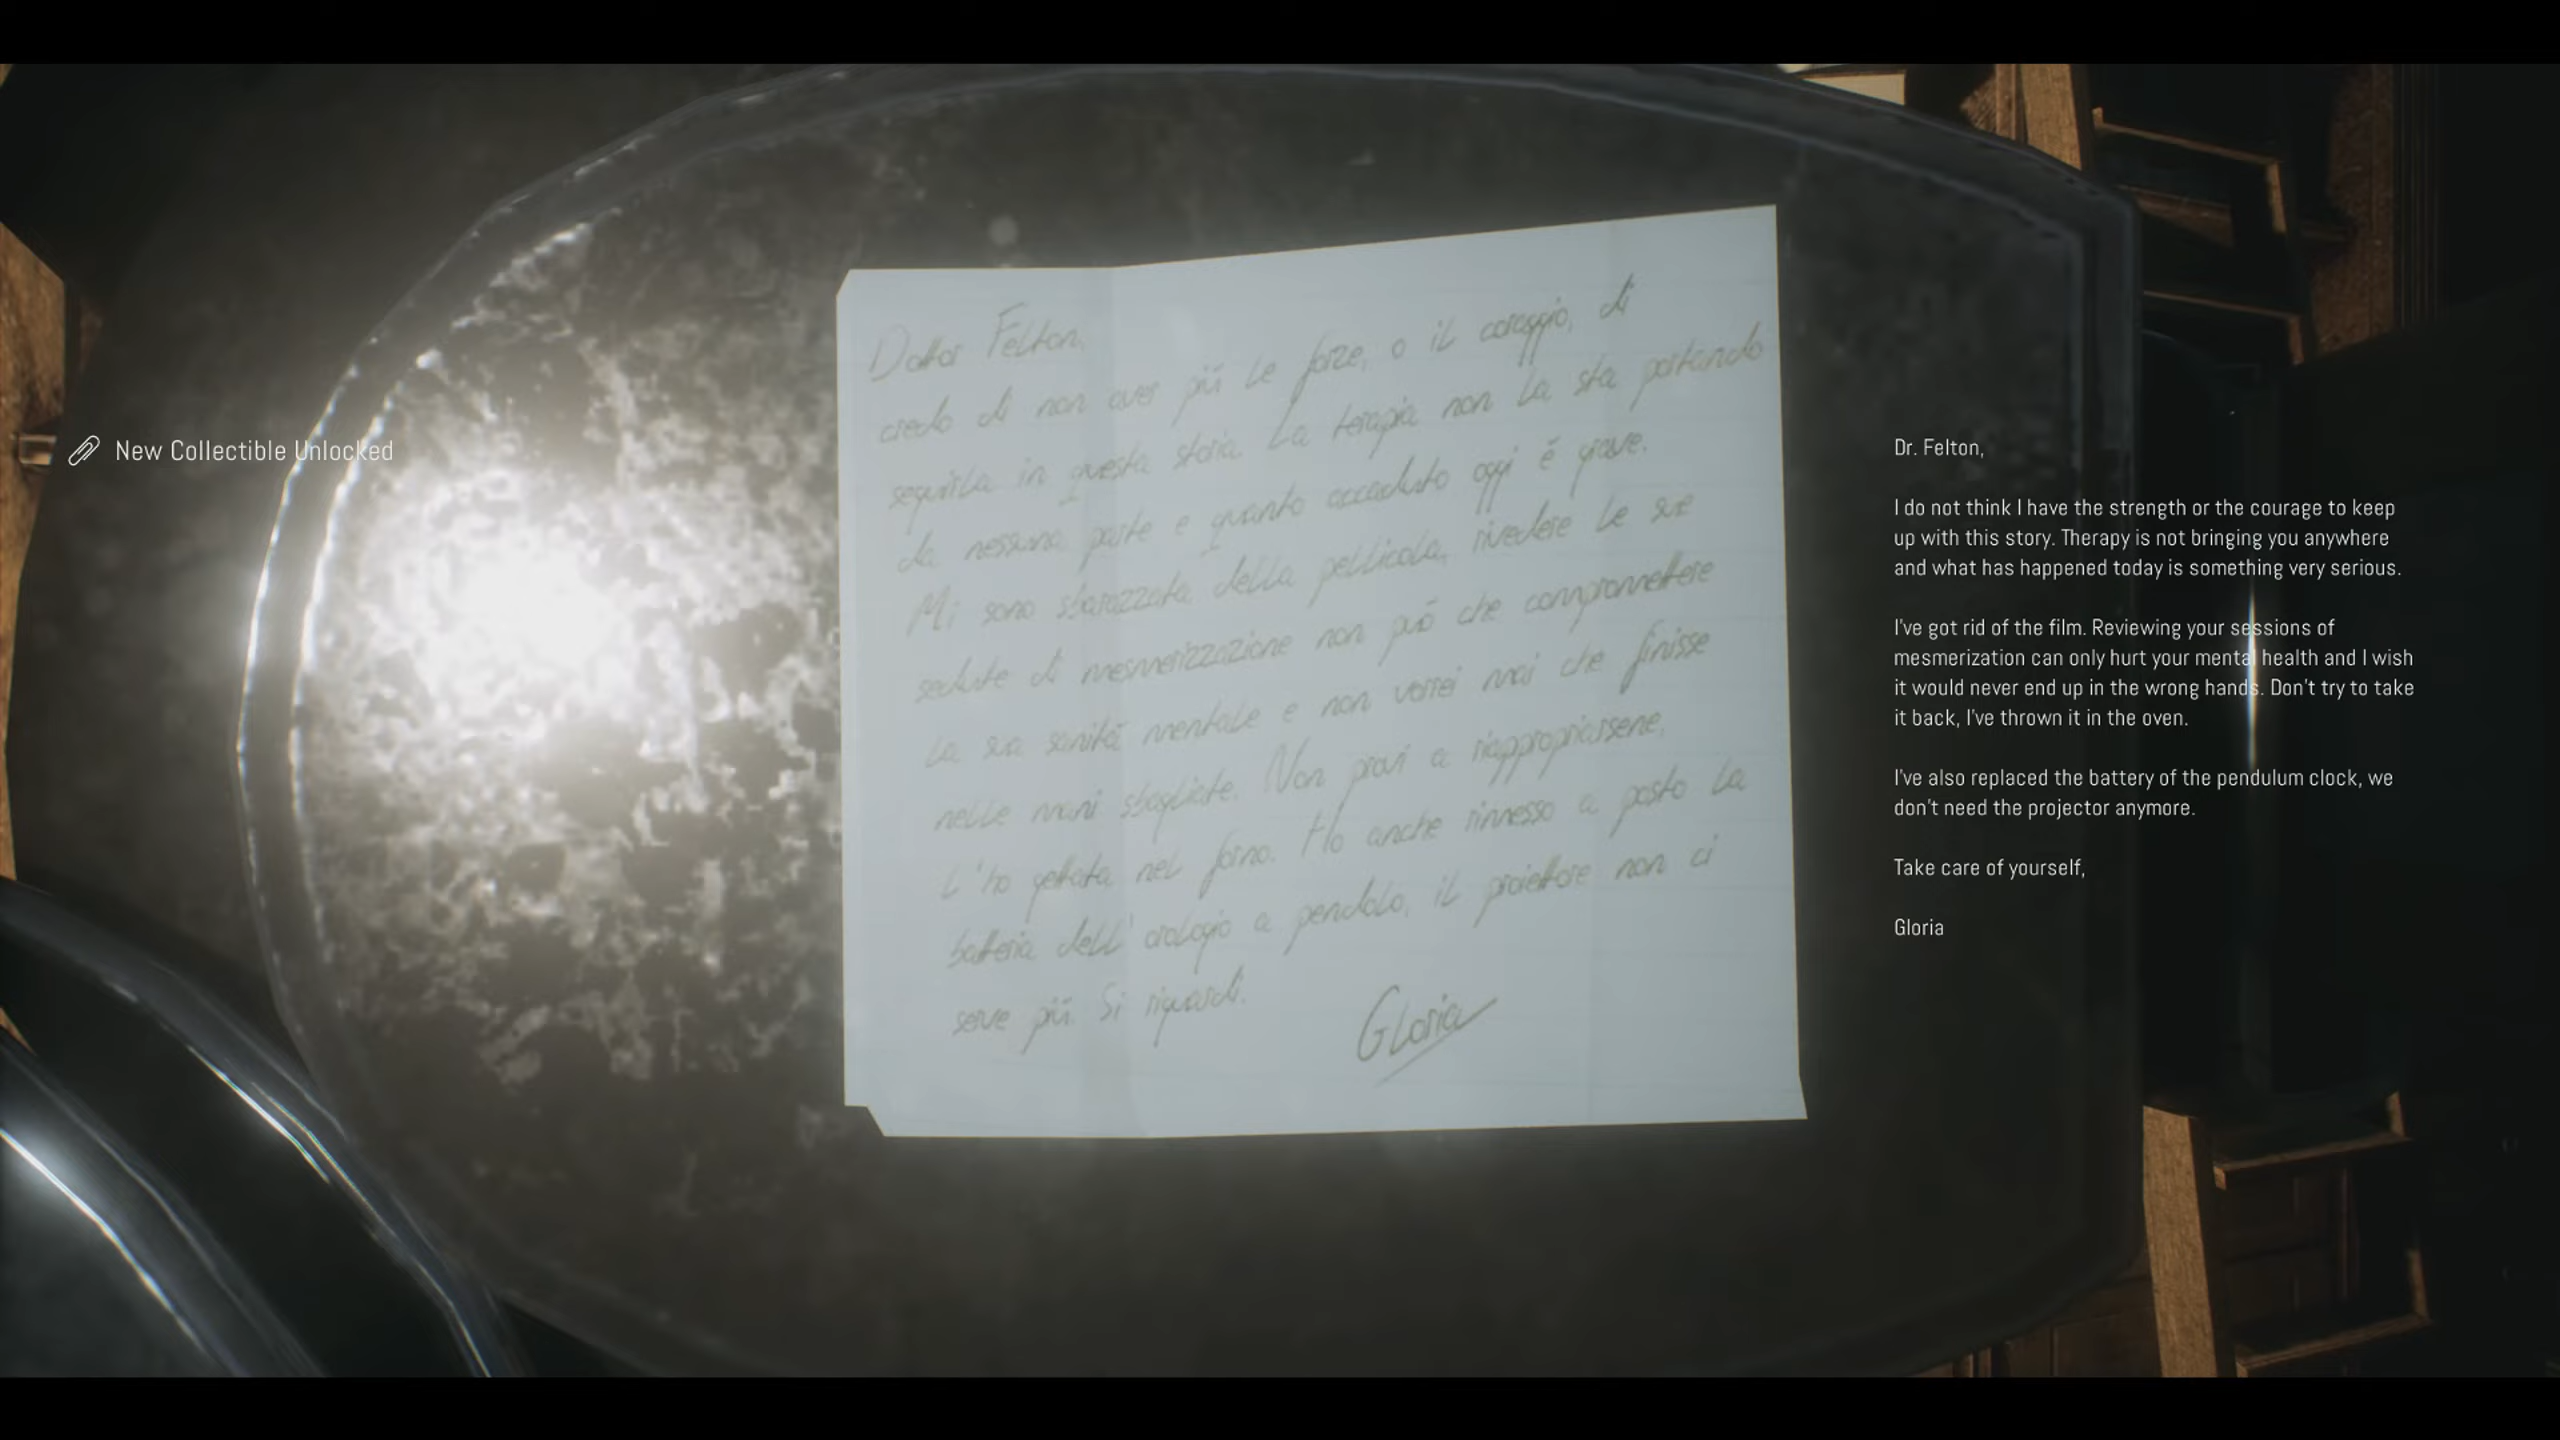 New Collectible Unlocked
Dottor Felton,
credo di non aver più le forze, o il coraggio, di
seguirla in questa storia. La terapia non la sta portando
da nessuna parte e quanto accaduto oggi è grave.
Mi sono sbarazzata della pellicola, rivedere le sue
sedute di mesmerizzazione non può che compromettere
la sua sanità mentale e non vorrei mai che finisse
nelle mani sbagliate. Non provi a riappropriarsene,
l'ho gettata nel forno. Ho anche rimesso a posto la
batteria dell'orologio a pendolo, il proiettore non ci
serve più. Si riguardi.
Gloria
Dr. Felton,
I do not think I have the strength or the courage to keep
up with this story. Therapy is not bringing you anywhere
and what has happened today is something very serious.
I've got rid of the film. Reviewing your sessions of
mesmerization can only hurt your mental health and I wish
it would never end up in the wrong hands. Don't try to take
it back, I've thrown it in the oven.
I've also replaced the battery of the pendulum clock, we
don't need the projector anymore.
Take care of yourself,
Gloria